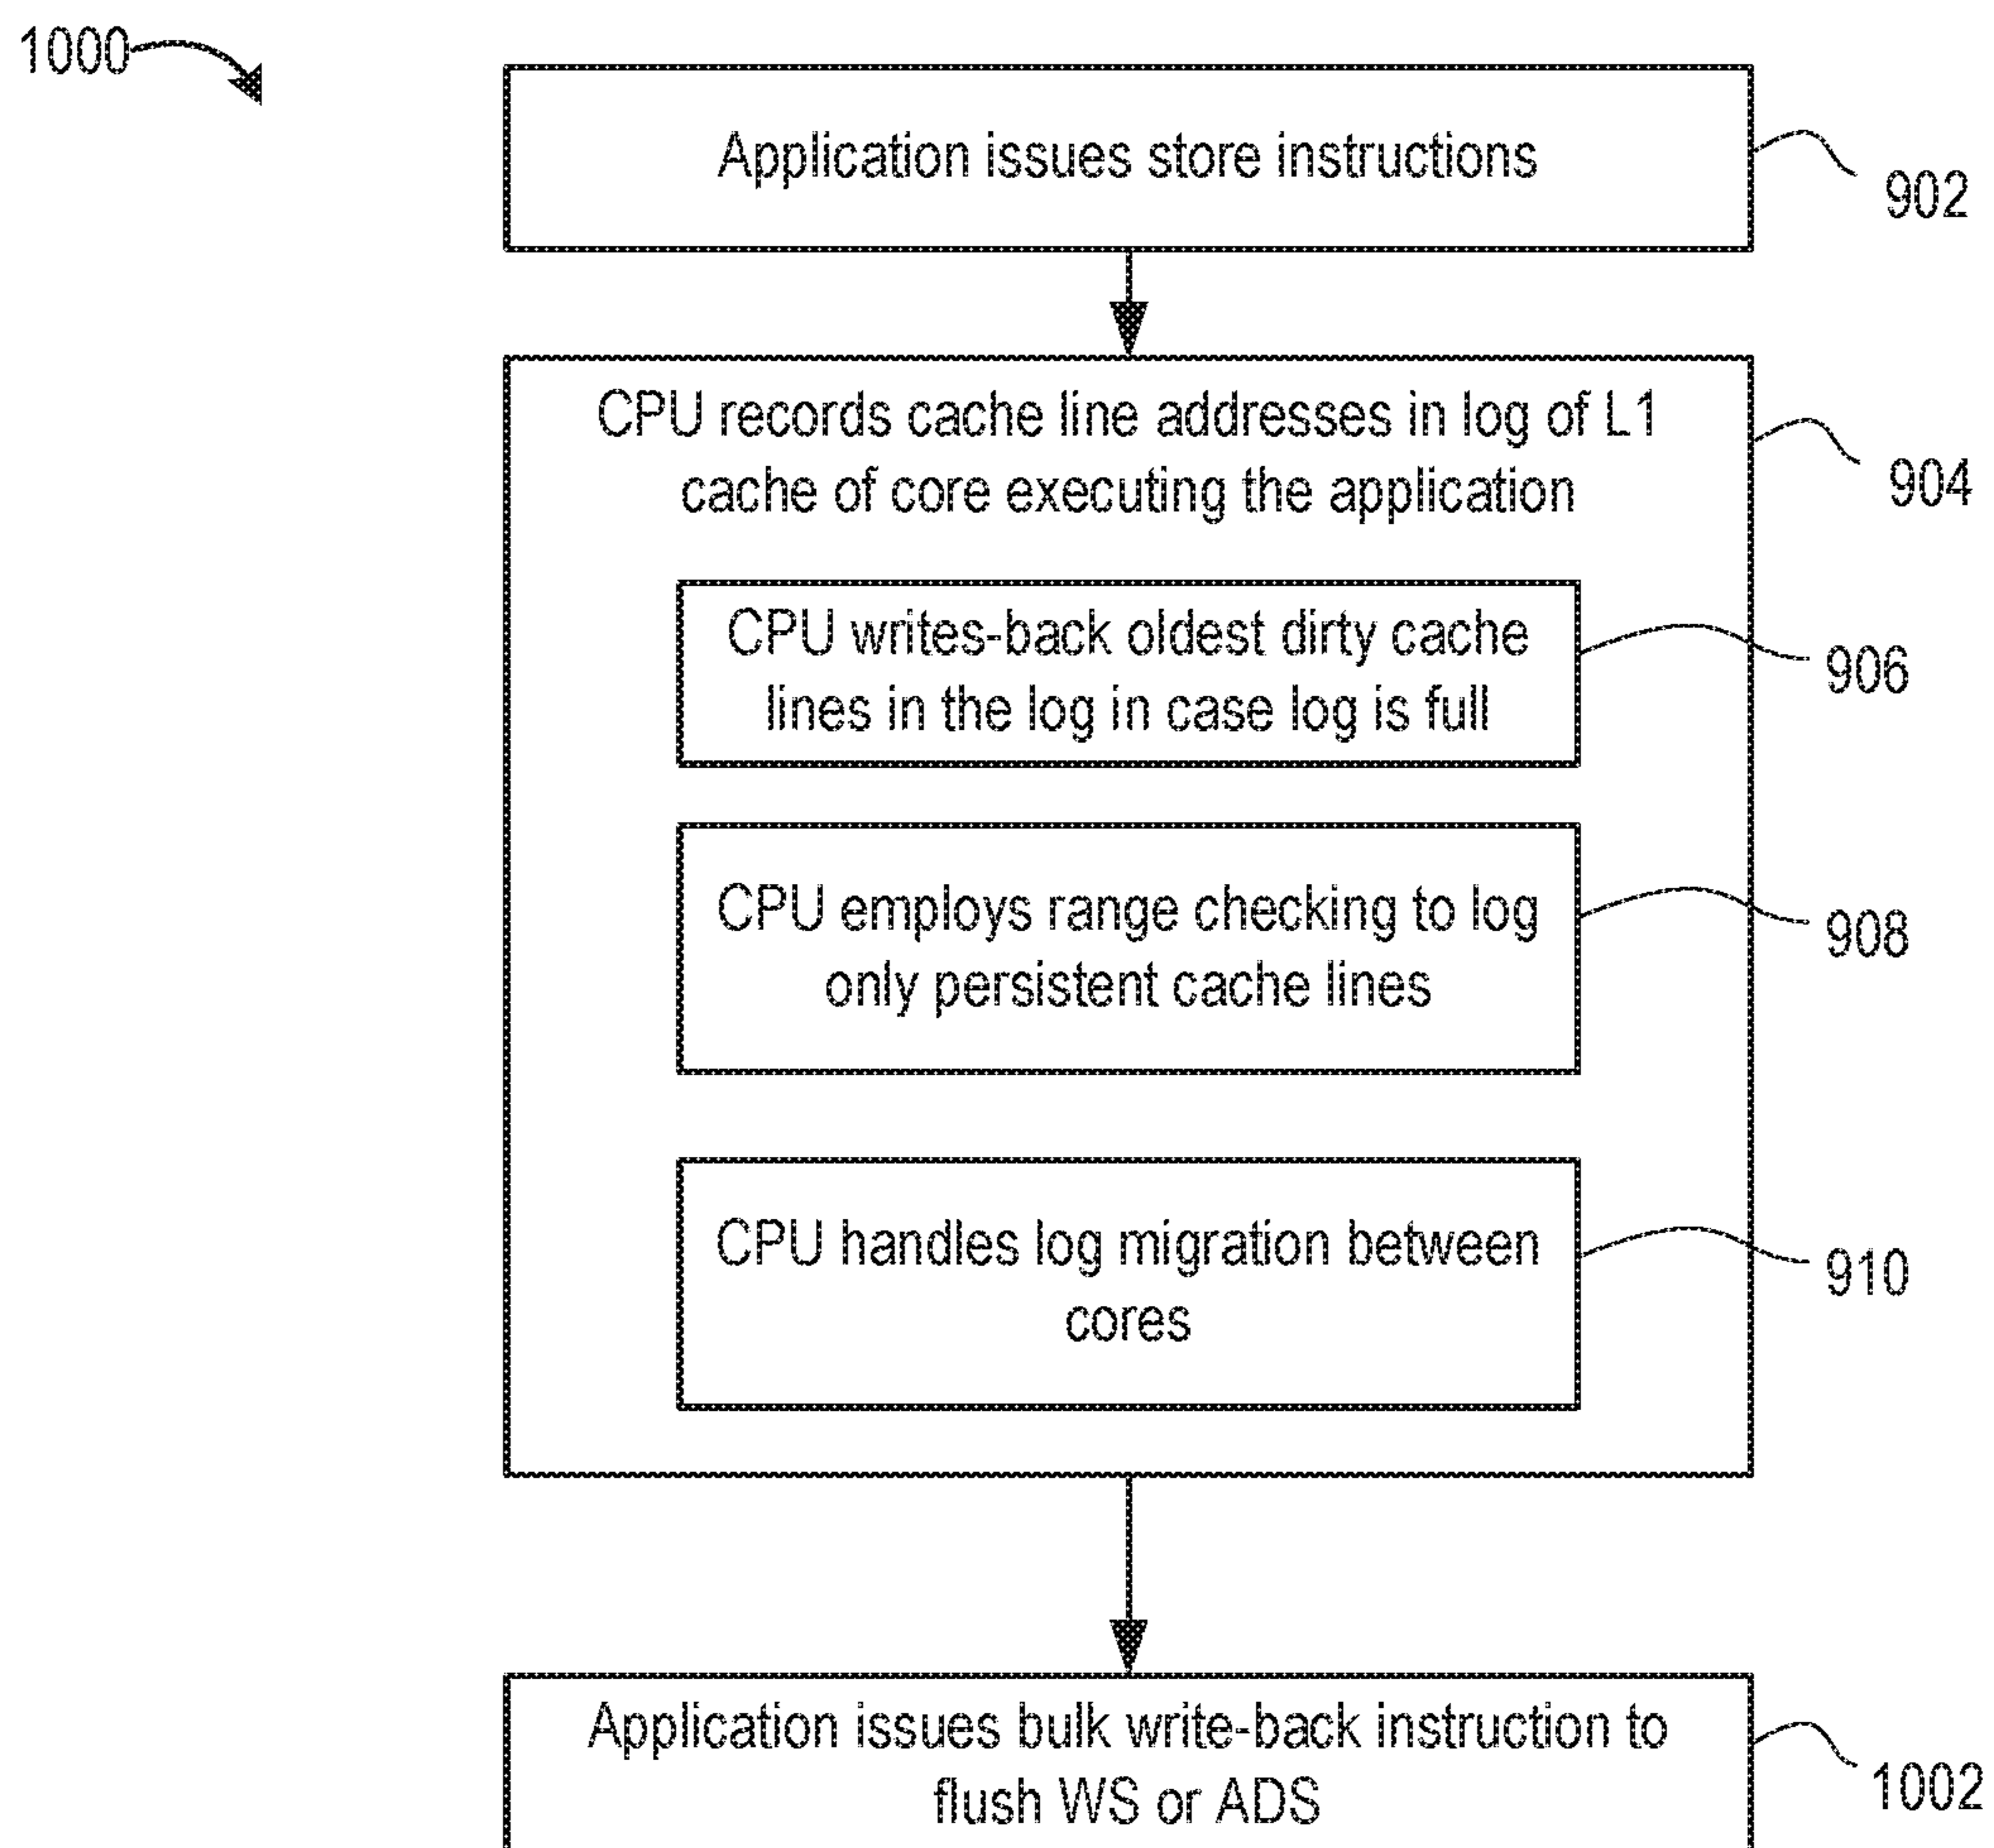 1000
Application issues store instructions
902
CPU records cache line addresses in log of L1
cache of core executing the application
904
CPU writes-back oldest dirty cache
lines in the log in case log is full
906
CPU employs range checking to log
only persistent cache lines
908
CPU handles log migration between
cores
910
Application issues bulk write-back instruction to
flush WS or ADS
1002